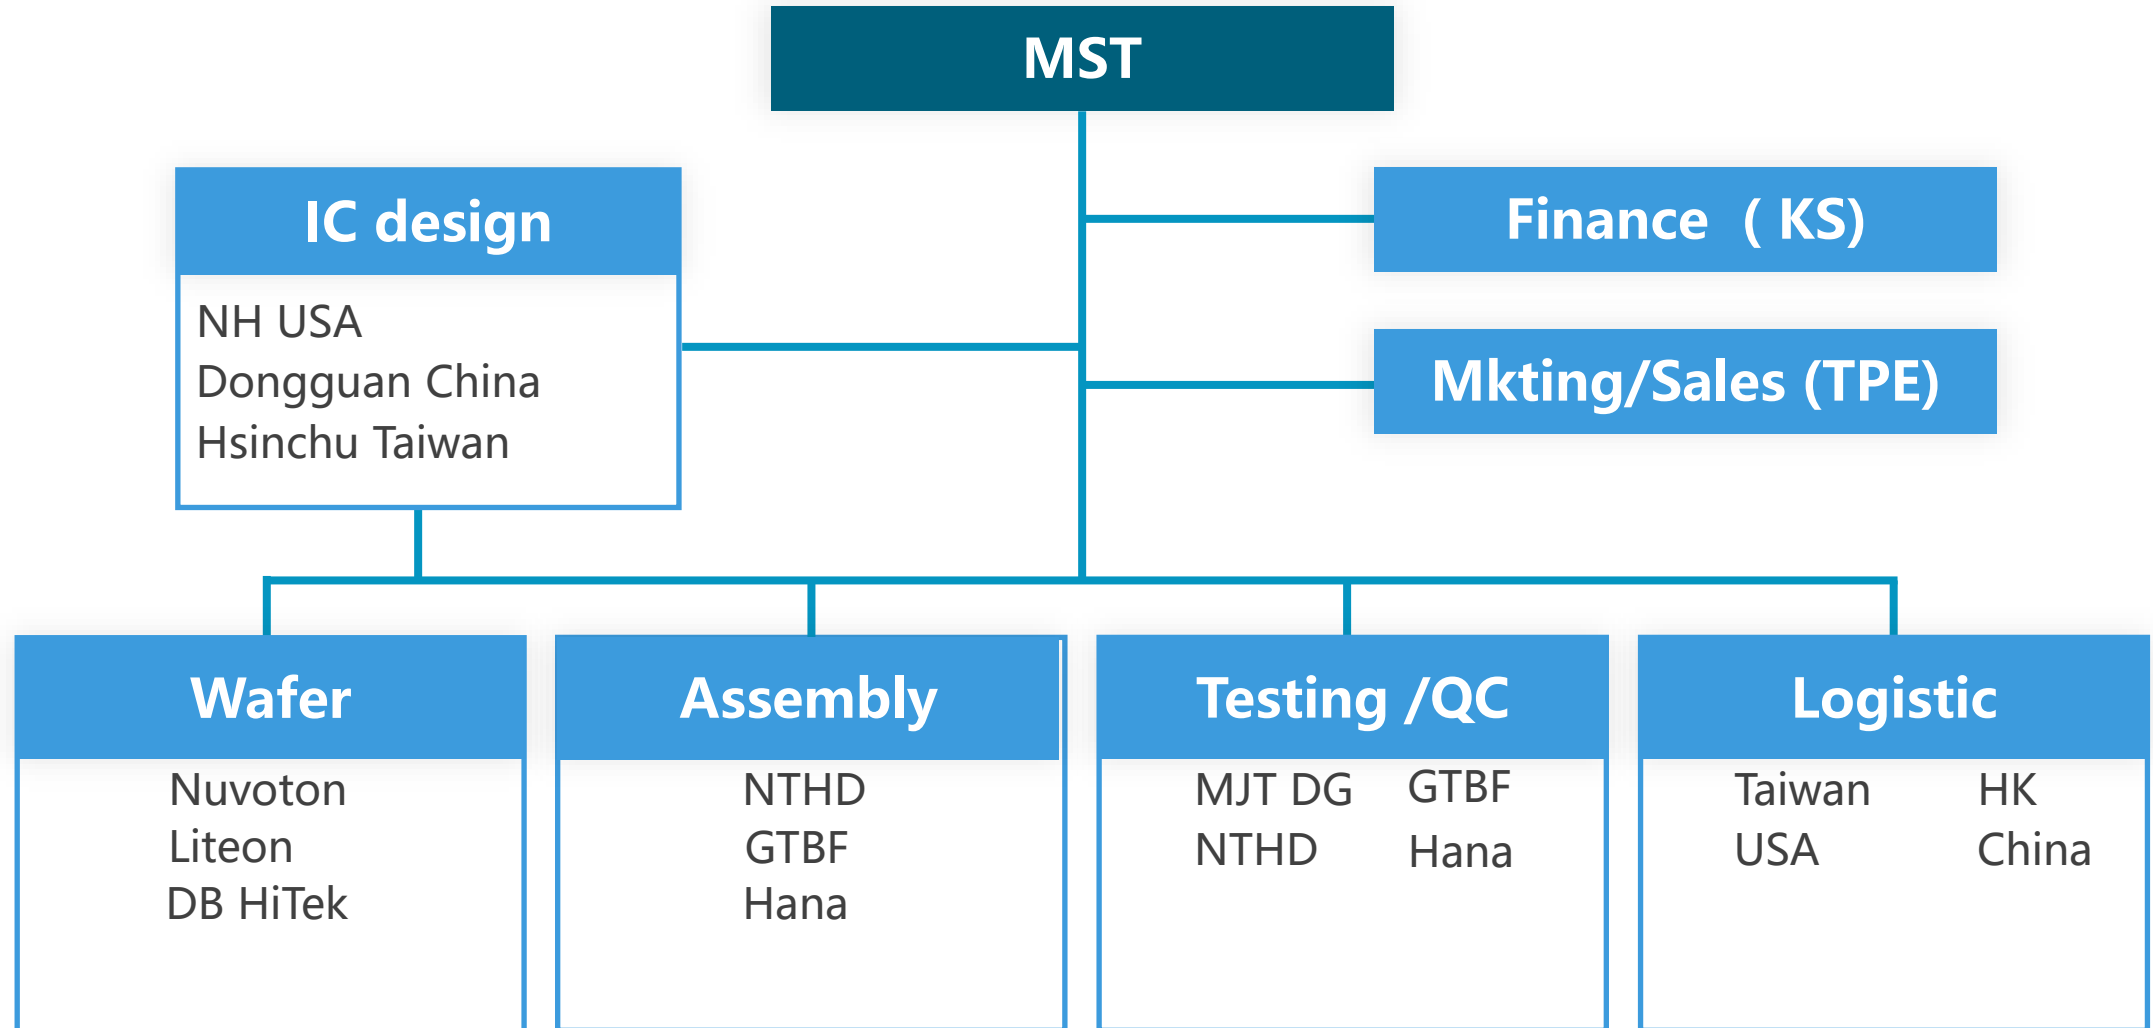 MST
IC design
NH USA
Dongguan China
Hsinchu Taiwan
Finance ( KS)
Mkting/Sales (TPE)
Wafer
Nuvoton
Liteon
DB HiTek
Assembly
NTHD
GTBF
Hana
Testing /QC
MJT DG GTBF
NTHD Hana
Logistic
Taiwan HK
USA China